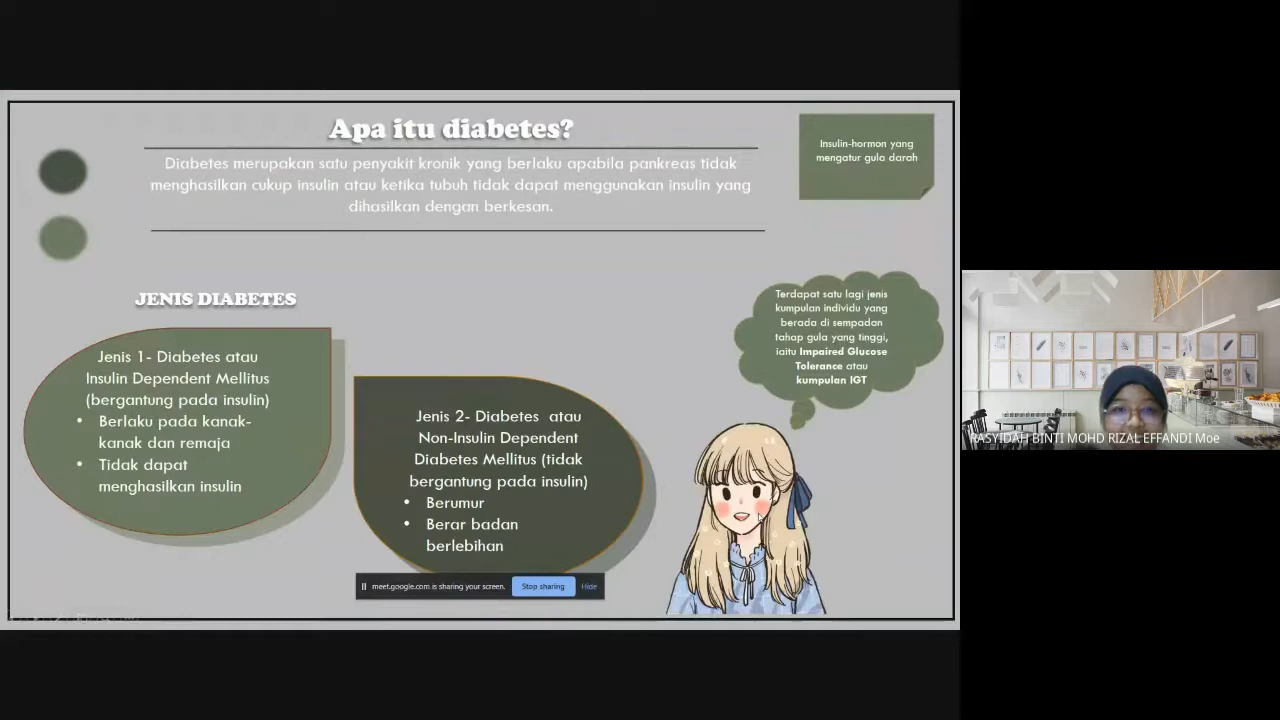 Apa itu diabetes?
Diabetes merupakan satu penyakit kronik yang berlaku apabila pankreas tidak
menghasilkan cukup insulin atau ketika tubuh tidak dapat menggunakan insulin yang
dihasilkan dengan berkesan.
Insulin-hormon yang
mengatur gula darah
JENIS DIABETES
Jenis 1- Diabetes atau
Insulin Dependent Mellitus
(bergantung pada insulin)
• Berlaku pada kanak-
kanak dan remaja
• Tidak dapat
menghasilkan insulin
Jenis 2- Diabetes atau
Non-Insulin Dependent
Diabetes Mellitus (tidak
bergantung pada insulin)
• Berumur
• Berar badan
berlebihan
Terdapat satu lagi jenis
kumpulan individu yang
berada di sempadan
tahap gula yang tinggi,
iaitu Impaired Glucose
Tolerance atau
kumpulan IGT
meet.google.com is sharing your screen. Stop sharing Hide
RASYIDAH BINTI MOHD RIZAL EFFANDI Moe